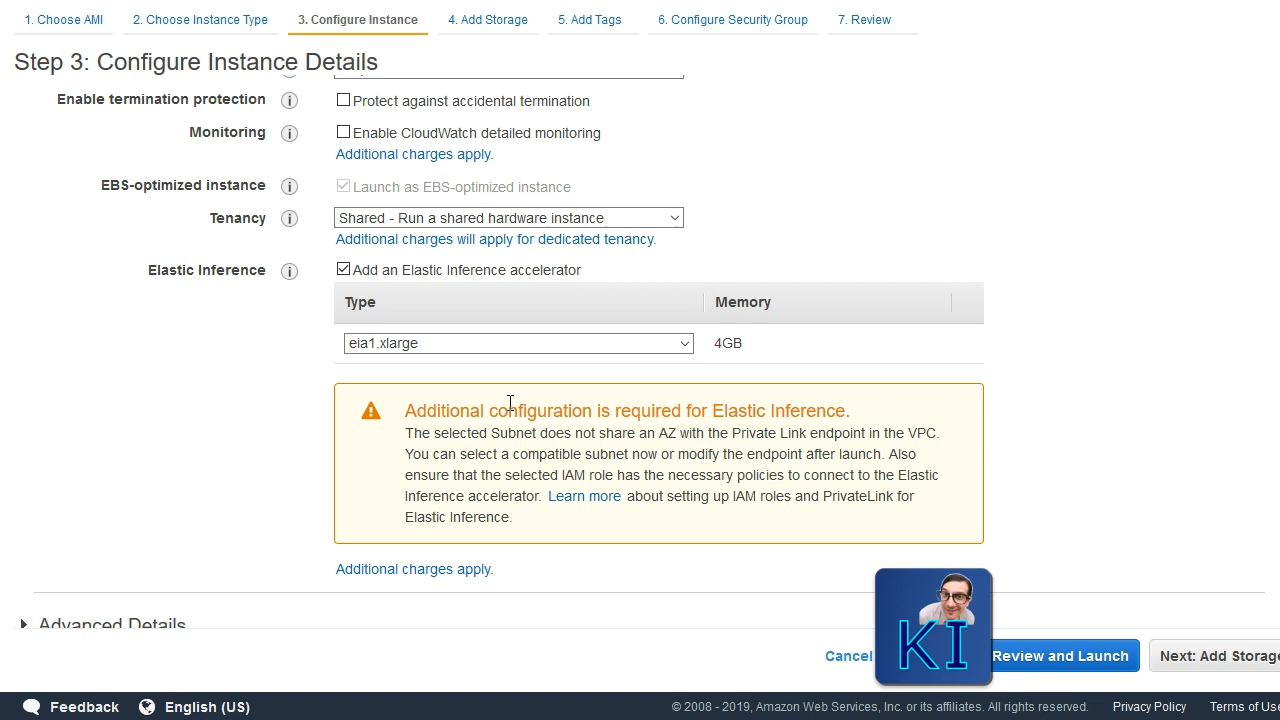 1. Choose AMI 2. Choose Instance Type 3. Configure Instance 4. Add Storage 5. Add Tags 6. Configure Security Group 7. Review
Step 3: Configure Instance Details
Enable termination protection i Protect against accidental termination
Monitoring i Enable CloudWatch detailed monitoring
Additional charges apply.
EBS-optimized instance i Launch as EBS-optimized instance
Tenancy i Shared - Run a shared hardware instance
Additional charges will apply for dedicated tenancy.
Elastic Inference i Add an Elastic Inference accelerator
Type Memory
eia1.xlarge 4GB
Additional configuration is required for Elastic Inference.
The selected Subnet does not share an AZ with the Private Link endpoint in the VPC.
You can select a compatible subnet now or modify the endpoint after launch. Also
ensure that the selected IAM role has the necessary policies to connect to the Elastic
Inference accelerator. Learn more about setting up IAM roles and PrivateLink for
Elastic Inference.
Additional charges apply.
Advanced Details
KI
Cancel Review and Launch Next: Add Storage
Feedback English (US) © 2008 - 2019, Amazon Web Services, Inc. or its affiliates. All rights reserved. Privacy Policy Terms of Use